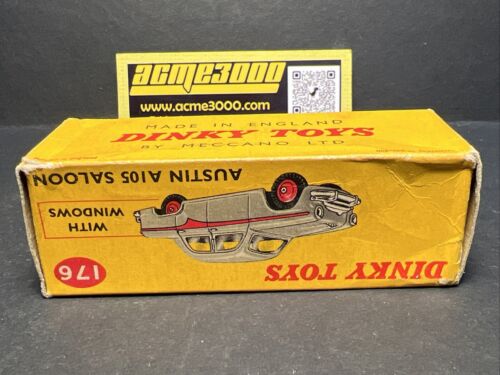 acme3000
www.acme3000.com
MADE IN ENGLAND
DINKY TOYS
BY MECCANO LTD
DINKY TOYS
176
WITH
WINDOWS
AUSTIN A105 SALOON